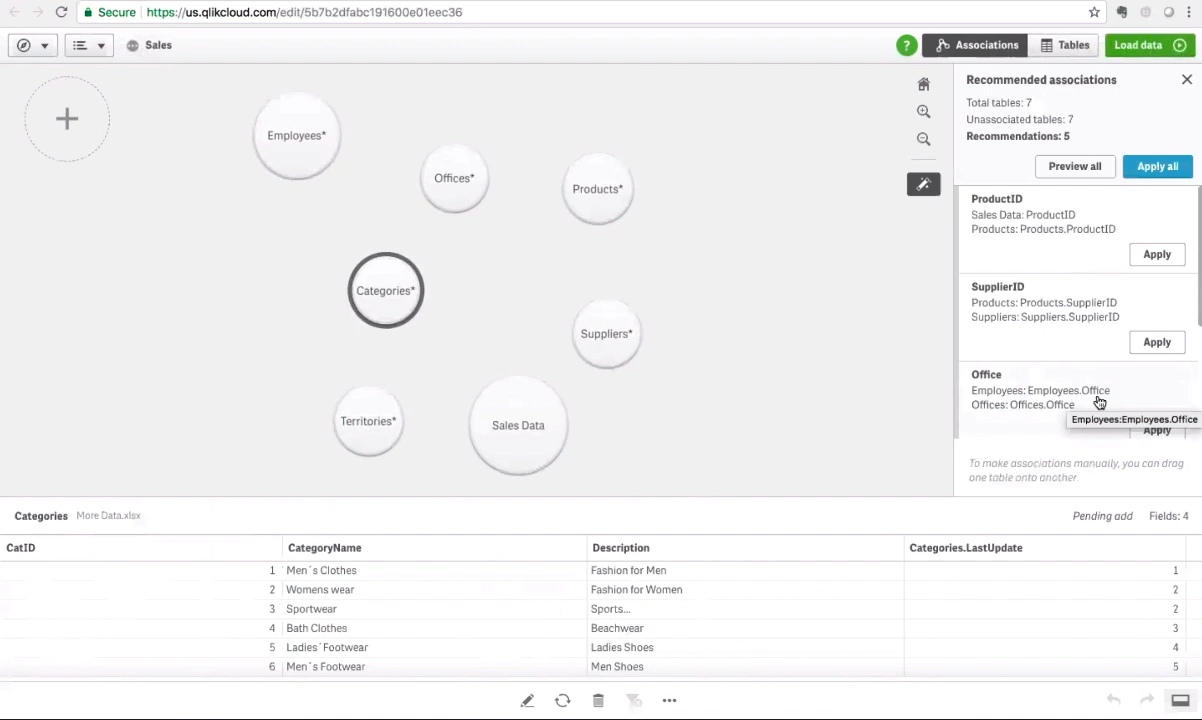 Secure https://us.qlikcloud.com/edit/5b7b2dfabc191600e01eec36
Sales
?
Associations
Tables
Load data
Employees*
Offices*
Products*
Categories*
Suppliers*
Territories*
Sales Data
Recommended associations
Total tables: 7
Unassociated tables: 7
Recommendations: 5
Preview all
Apply all
ProductID
Sales Data: ProductID
Products: Products.ProductID
Apply
SupplierID
Products: Products.SupplierID
Suppliers: Suppliers.SupplierID
Apply
Office
Employees: Employees.Office
Offices: Offices.Office
Employees:Employees.Office
Apply
To make associations manually, you can drag
one table onto another.
Categories More Data.xlsx Pending add Fields: 4
CatID CategoryName Description Categories.LastUpdate
1 Men´s Clothes Fashion for Men 1
2 Womens wear Fashion for Women 2
3 Sportwear Sports... 2
4 Bath Clothes Beachwear 3
5 Ladies´Footwear Ladies Shoes 4
6 Men´s Footwear Men Shoes 5